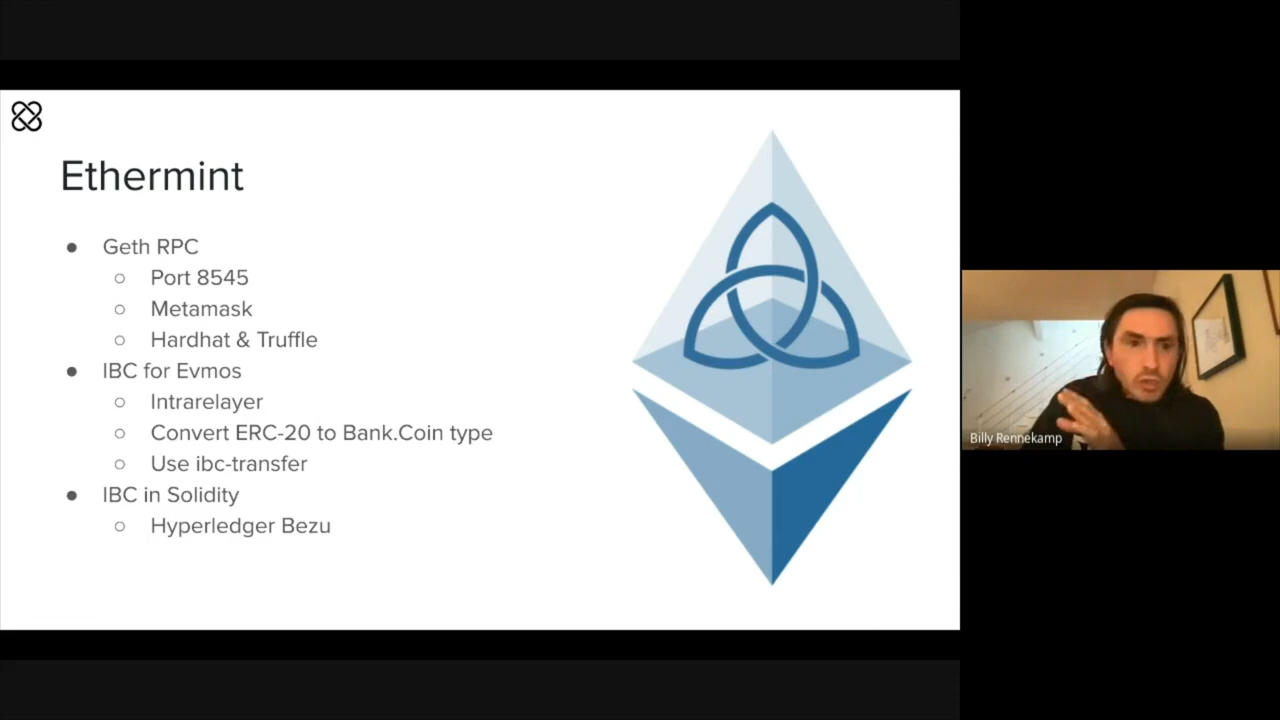 Ethermint
● Geth RPC
○ Port 8545
○ Metamask
○ Hardhat & Truffle
● IBC for Evmos
○ Intrarelayer
○ Convert ERC-20 to Bank.Coin type
○ Use ibc-transfer
● IBC in Solidity
○ Hyperledger Bezu
Billy Rennekamp